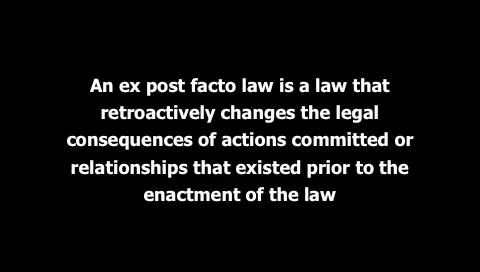 An ex post facto law is a law that
retroactively changes the legal
consequences of actions committed or
relationships that existed prior to the
enactment of the law